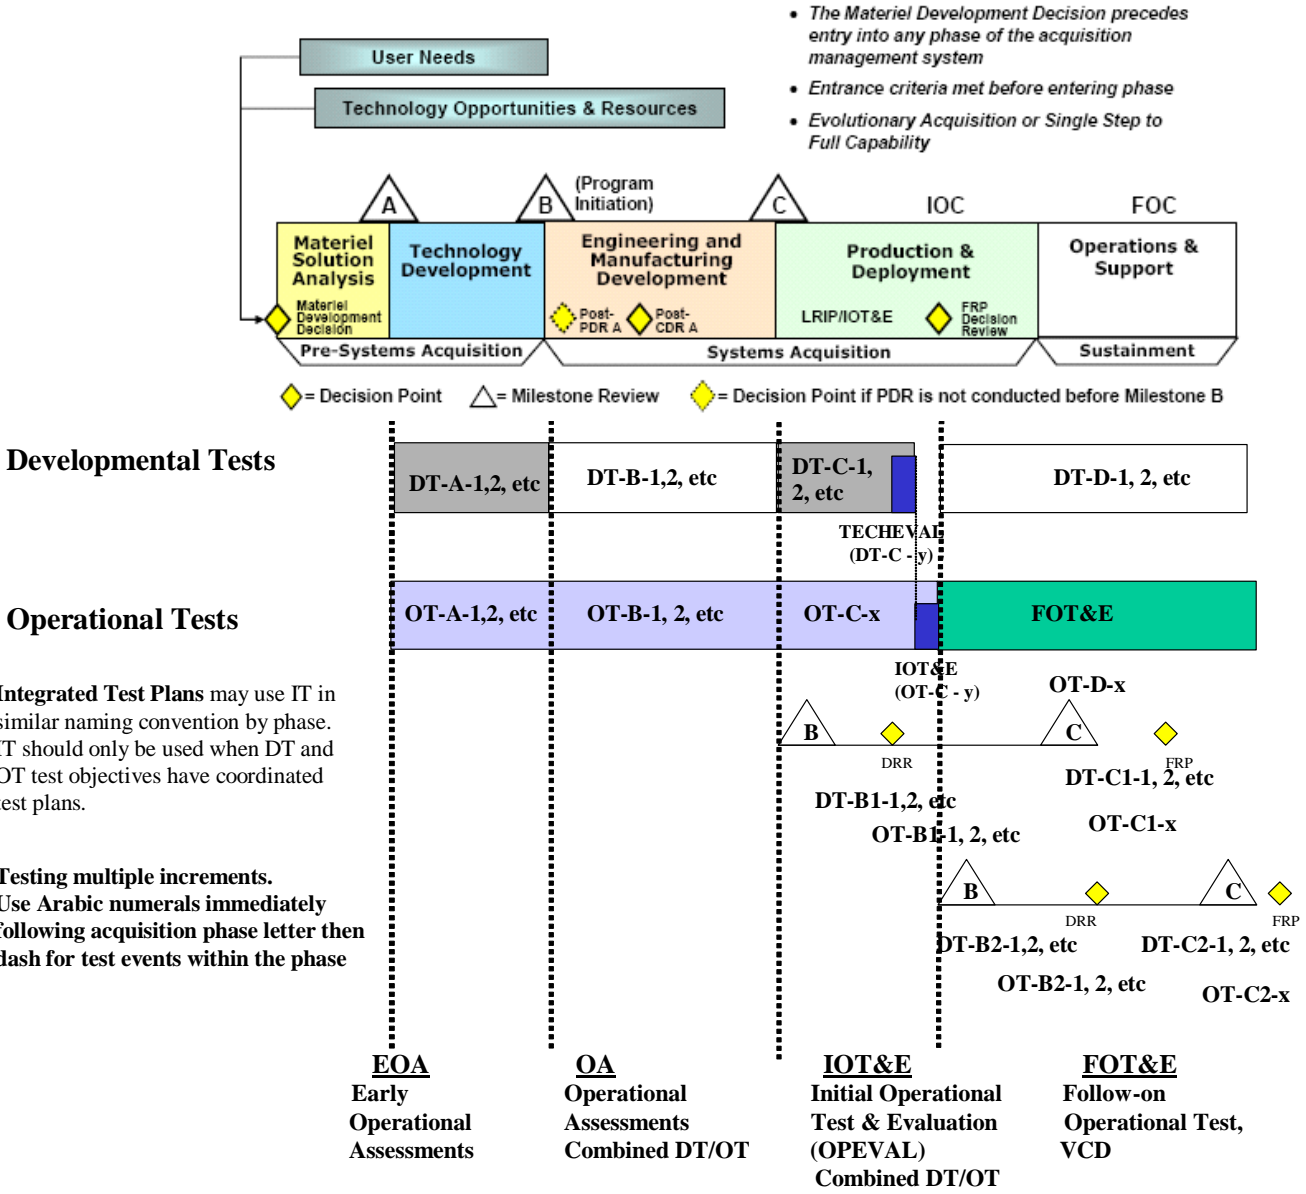 • The Materiel Development Decision precedes
entry into any phase of the acquisition
management system
• Entrance criteria met before entering phase
• Evolutionary Acquisition or Single Step to
Full Capability
User Needs
Technology Opportunities & Resources
A
B
(Program
Initiation)
C
IOC
FOC
Materiel
Solution
Analysis
Materiel
Development
Decision
Technology
Development
Engineering and
Manufacturing
Development
Post-
PDR A
Post-
CDR A
Production &
Deployment
LRIP/IOT&E
FRP
Decision
Review
Operations &
Support
Pre-Systems Acquisition
Systems Acquisition
Sustainment
= Decision Point
= Milestone Review
= Decision Point if PDR is not conducted before Milestone B
Developmental Tests
DT-A-1,2, etc
DT-B-1,2, etc
DT-C-1,
2, etc
DT-D-1, 2, etc
TECHEVAL
(DT-C - y)
Operational Tests
OT-A-1,2, etc
OT-B-1, 2, etc
OT-C-x
FOT&E
IOT&E
(OT-C - y)
OT-D-x
Integrated Test Plans may use IT in
similar naming convention by phase.
IT should only be used when DT and
OT test objectives have coordinated
test plans.
B
DRR
C
FRP
DT-B1-1,2, etc
OT-B1-1, 2, etc
DT-C1-1, 2, etc
OT-C1-x
Testing multiple increments.
Use Arabic numerals immediately
following acquisition phase letter then
dash for test events within the phase
B
DRR
C
FRP
DT-B2-1,2, etc
OT-B2-1, 2, etc
DT-C2-1, 2, etc
OT-C2-x
EOA
Early
Operational
Assessments
OA
Operational
Assessments
Combined DT/OT
IOT&E
Initial Operational
Test & Evaluation
(OPEVAL)
Combined DT/OT
FOT&E
Follow-on
Operational Test,
VCD